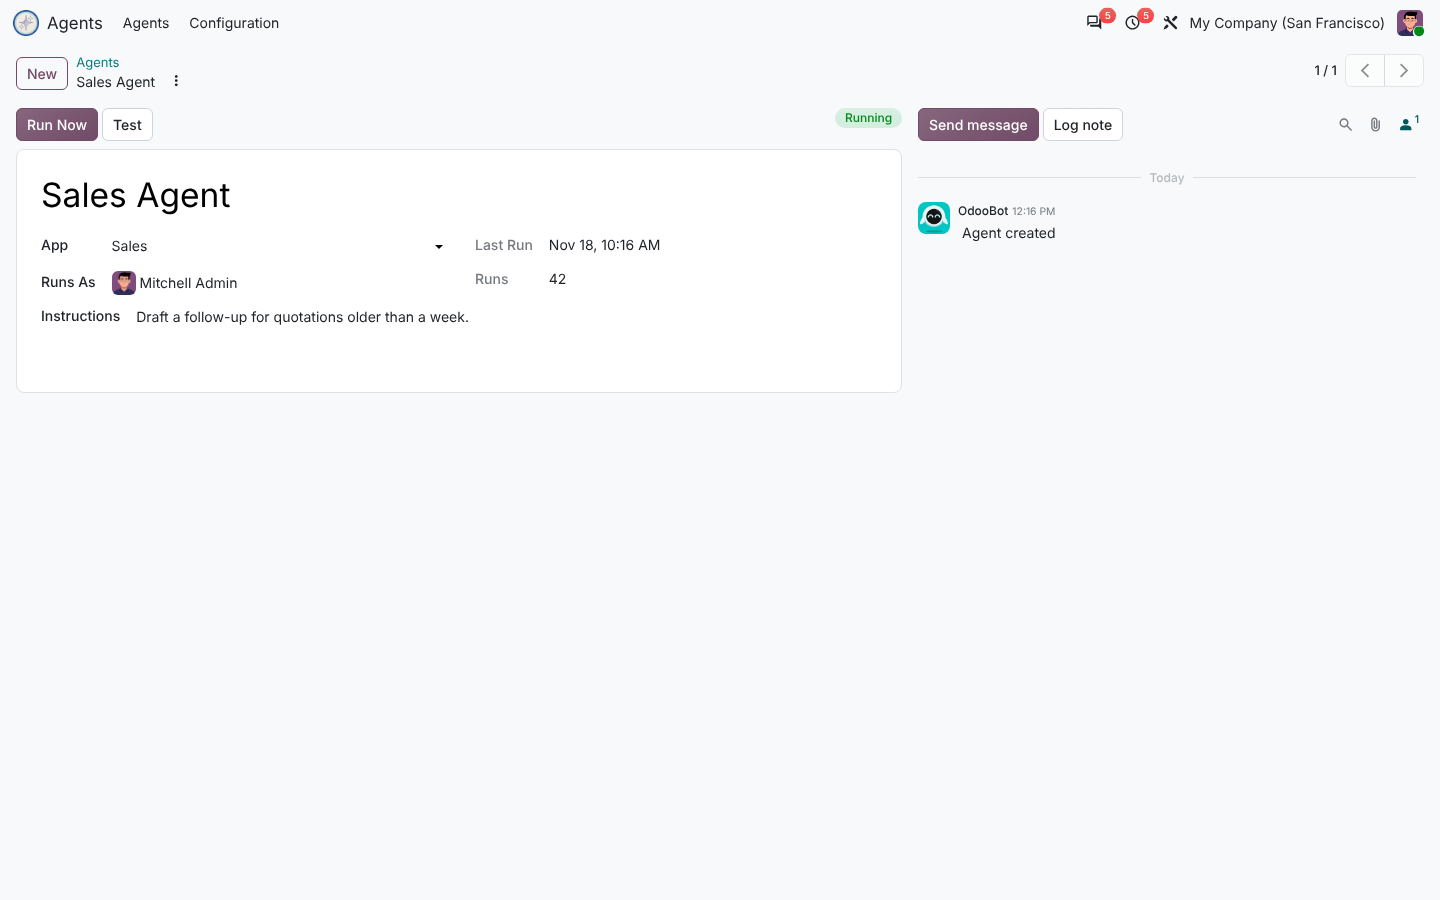 Agents
Agents
Configuration
5
5
My Company (San Francisco)
New
Agents
Sales Agent
1 / 1
Run Now
Test
Running
Send message
Log note
1
Sales Agent
App
Sales
Last Run
Nov 18, 10:16 AM
Runs As
Mitchell Admin
Runs
42
Instructions
Draft a follow-up for quotations older than a week.
Today
OdooBot 12:16 PM
Agent created